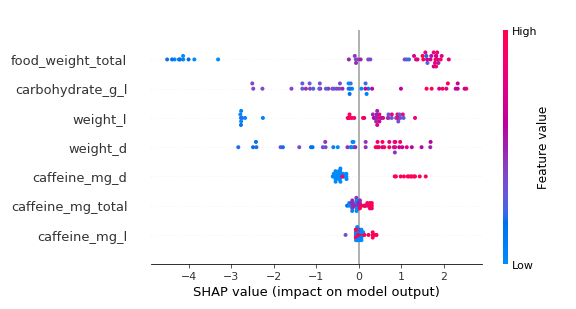 High
food_weight_total
carbohydrate_g_l
weight_l
weight_d
caffeine_mg_d
caffeine_mg_total
caffeine_mg_l
Feature value
Low
−4 −3 −2 −1 0 1 2
SHAP value (impact on model output)